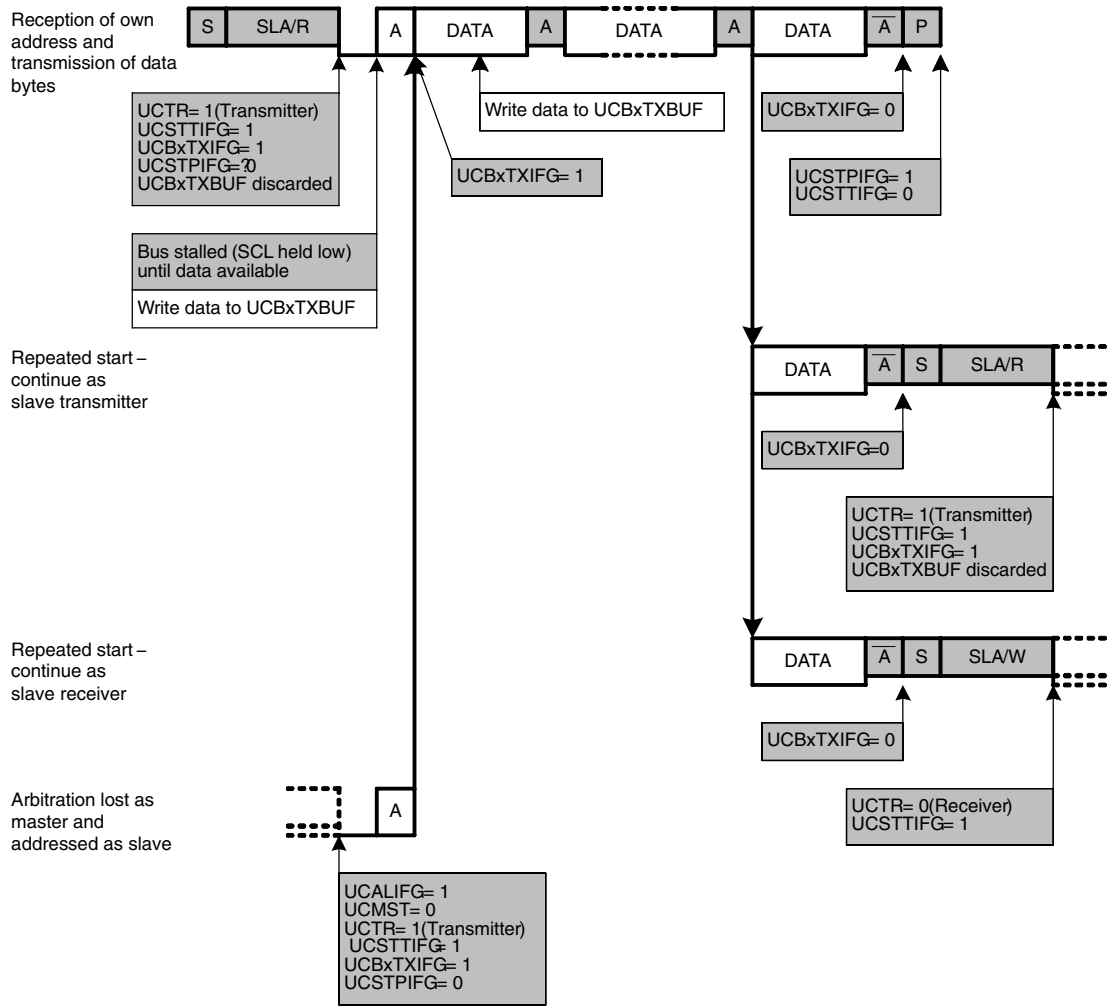 Reception of own
address and
transmission of data
bytes
S SLA/R A DATA A DATA A DATA A P
UCTR= 1(Transmitter)
UCSTTIFG= 1
UCBxTXIFG= 1
UCSTPIFG=?0
UCBxTXBUF discarded
Write data to UCBxTXBUF
UCBxTXIFG= 1
UCBxTXIFG= 0
UCSTPIFG= 1
UCSTTIFG= 0
Bus stalled (SCL held low)
until data available
Write data to UCBxTXBUF
Repeated start –
continue as
slave transmitter
DATA A S SLA/R
UCBxTXIFG=0
UCTR= 1(Transmitter)
UCSTTIFG= 1
UCBxTXIFG= 1
UCBxTXBUF discarded
Repeated start –
continue as
slave receiver
DATA A S SLA/W
UCBxTXIFG= 0
UCTR= 0(Receiver)
UCSTTIFG= 1
Arbitration lost as
master and
addressed as slave
A
UCALIFG= 1
UCMST= 0
UCTR= 1(Transmitter)
UCSTTIFG= 1
UCBxTXIFG= 1
UCSTPIFG= 0